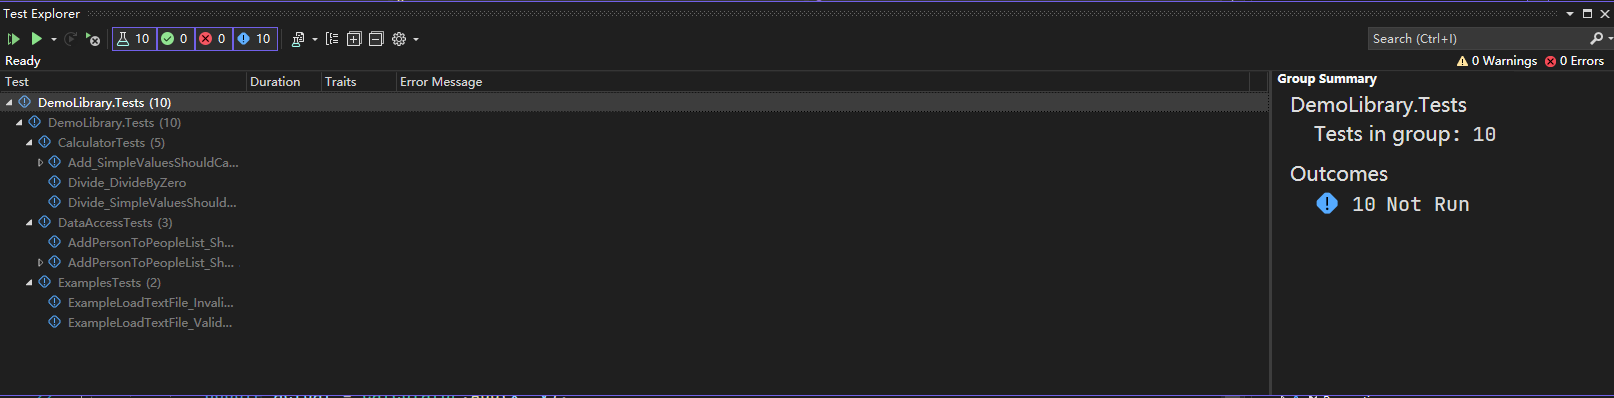 Test Explorer
10 0 0 10
Search (Ctrl+I)
Ready
0 Warnings 0 Errors
Test Duration Traits Error Message
Group Summary
DemoLibrary.Tests (10)
DemoLibrary.Tests (10)
CalculatorTests (5)
Add_SimpleValuesShouldCa...
Divide_DivideByZero
Divide_SimpleValuesShould...
DataAccessTests (3)
AddPersonToPeopleList_Sh...
AddPersonToPeopleList_Sh...
ExamplesTests (2)
ExampleLoadTextFile_Invali...
ExampleLoadTextFile_Valid...
DemoLibrary.Tests
Tests in group: 10
Outcomes
10 Not Run